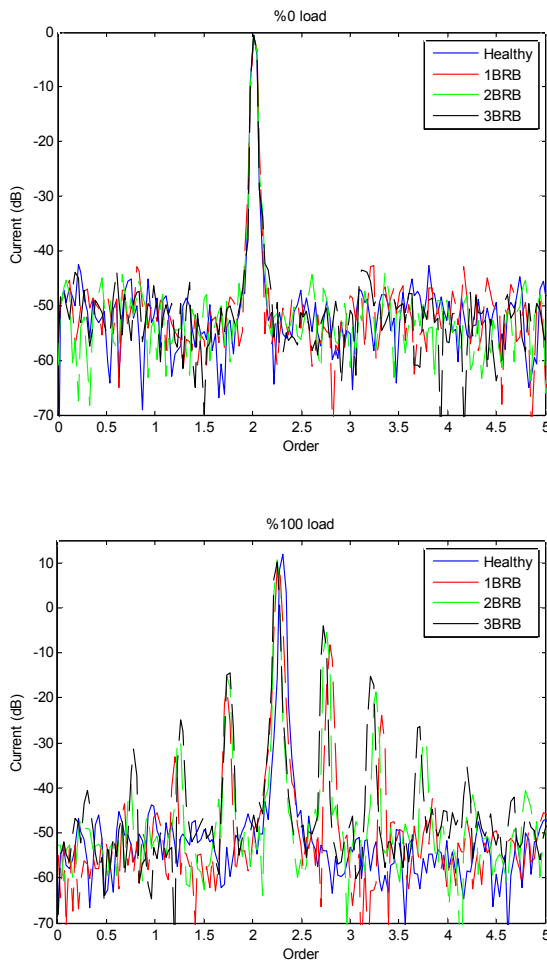 %0 load
0
-10
-20
-30
-40
-50
-60
-70
Current (dB)
Healthy
1BRB
2BRB
3BRB
0 0.5 1 1.5 2 2.5 3 3.5 4 4.5 5
Order
%100 load
10
0
-10
-20
-30
-40
-50
-60
-70
Current (dB)
Healthy
1BRB
2BRB
3BRB
0 0.5 1 1.5 2 2.5 3 3.5 4 4.5 5
Order